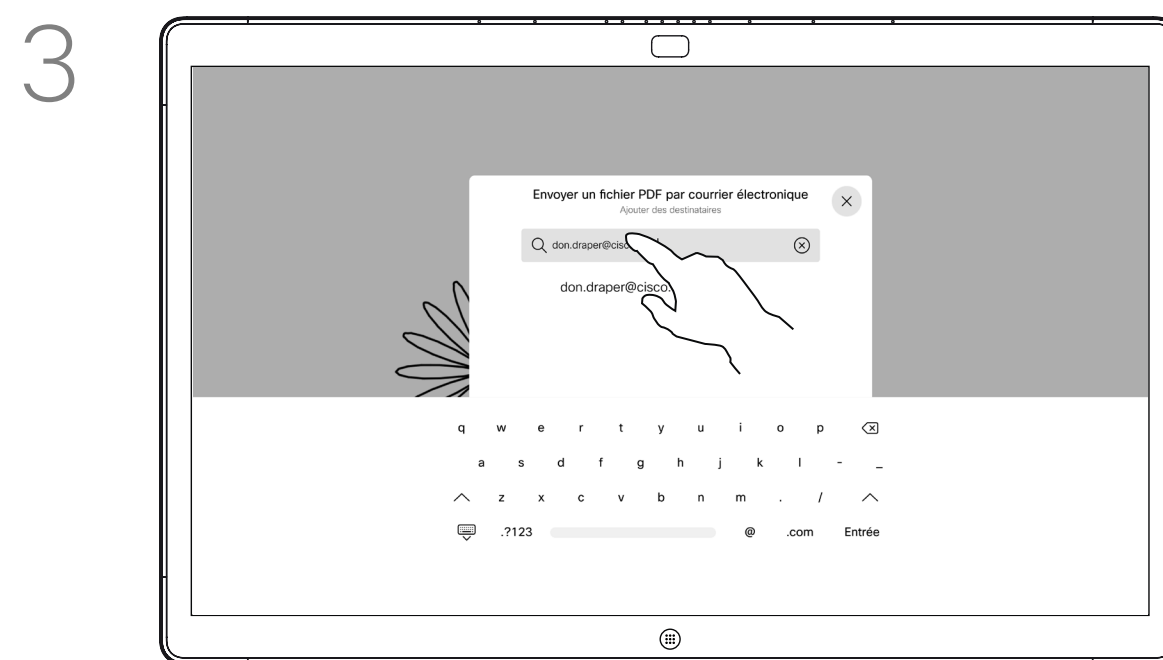 3
Envoyer un fichier PDF par courrier électronique
Ajouter des destinataires
don.draper@cisco
don.draper@cisco.
q w e r t y u i o p
a s d f g h j k l - _
z x c v b n m . /
.?123 @ .com Entrée